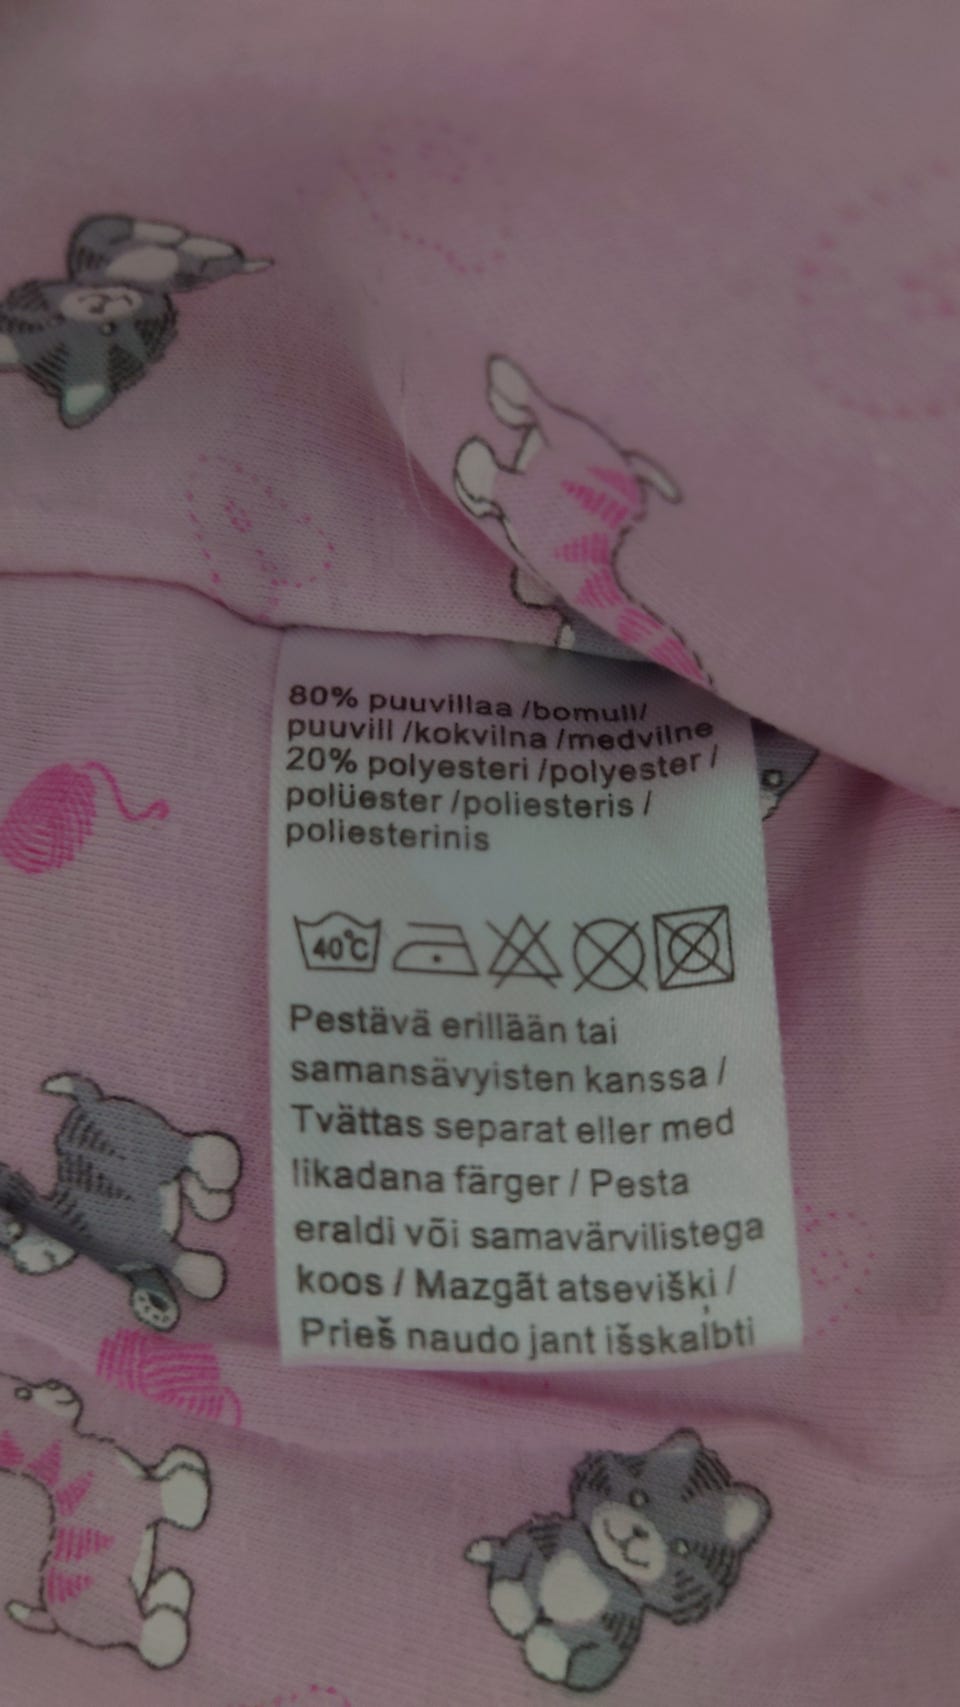 80% puuvillaa /bomull/
puuvill /kokvilna /medvilne
20% polyesteri /polyester /
polüester /poliesteris /
poliesterinis
40°C
Pestävä erillään tai
samansävyisten kanssa /
Tvättas separat eller med
likadana färger / Pesta
eraldi või samavärvilistega
koos / Mazgāt atsevišķi /
Prieš naudo jant išskalbti